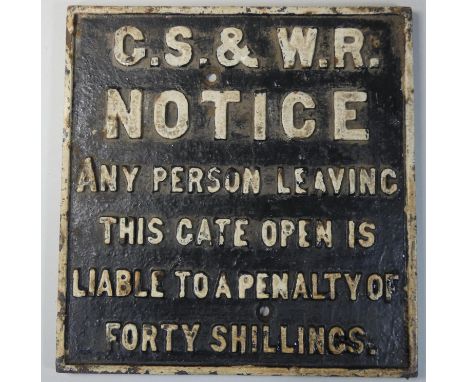 G.S. & W.R.
NOTICE
ANY PERSON LEAVING
THIS GATE OPEN IS
LIABLE TO A PENALTY OF
FORTY SHILLINGS.